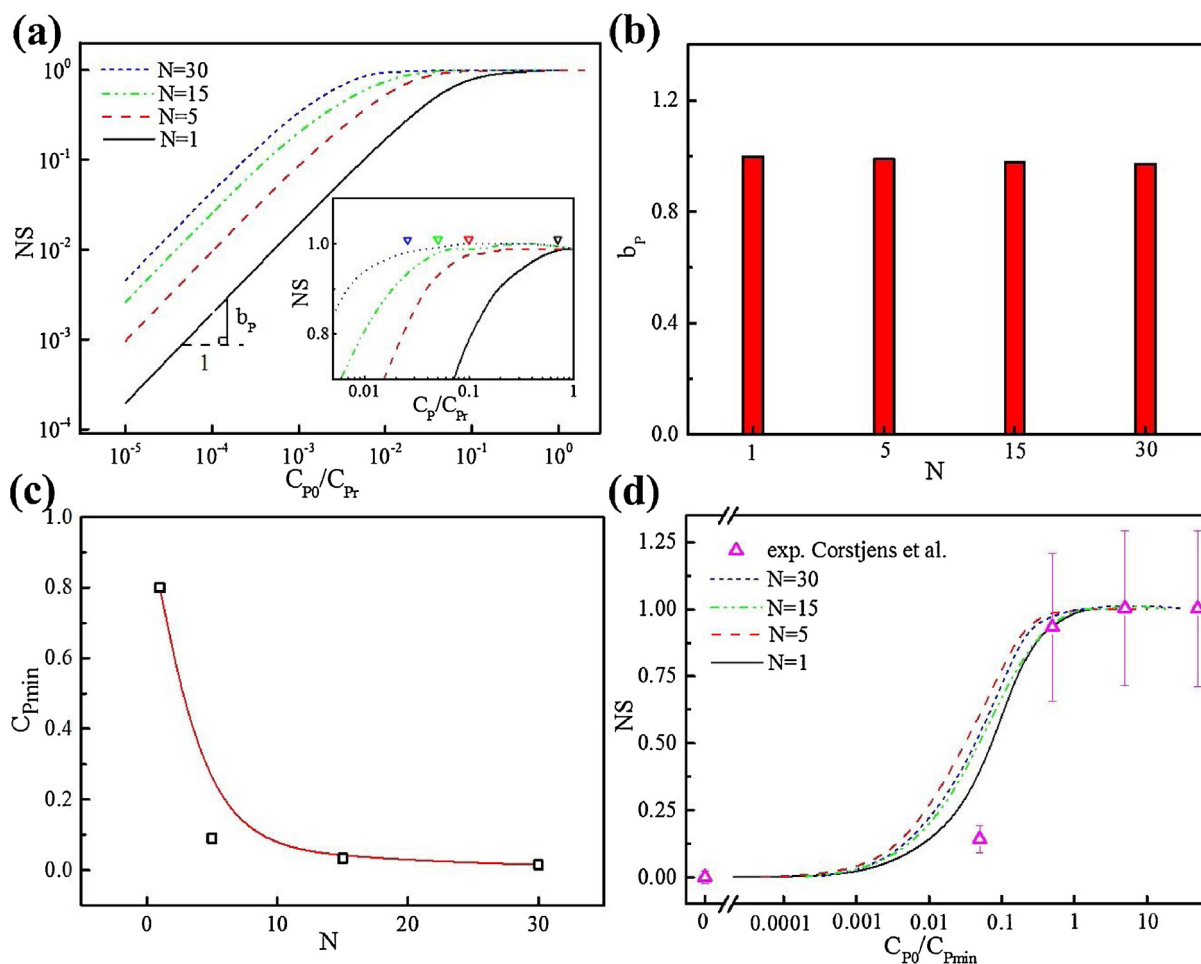 (a)
N=30
N=15
N=5
N=1
10⁰
10⁻¹
10⁻²
10⁻³
10⁻⁴
NS
b_P
1
10⁻⁵ 10⁻⁴ 10⁻³ 10⁻² 10⁻¹ 10⁰
C_P0/C_Pr
1.0
0.8
NS
0.01 0.1 1
C_P/C_Pr
(b)
1.2
0.8
0.4
0.0
b_P
1 5 15 30
N
(c)
1.0
0.8
0.6
0.4
0.2
0.0
C_Pmin
0 10 20 30
N
(d)
exp. Corstjens et al.
N=30
N=15
N=5
N=1
1.25
1.00
0.75
0.50
0.25
0.00
NS
0 0.0001 0.001 0.01 0.1 1 10
C_P0/C_Pmin